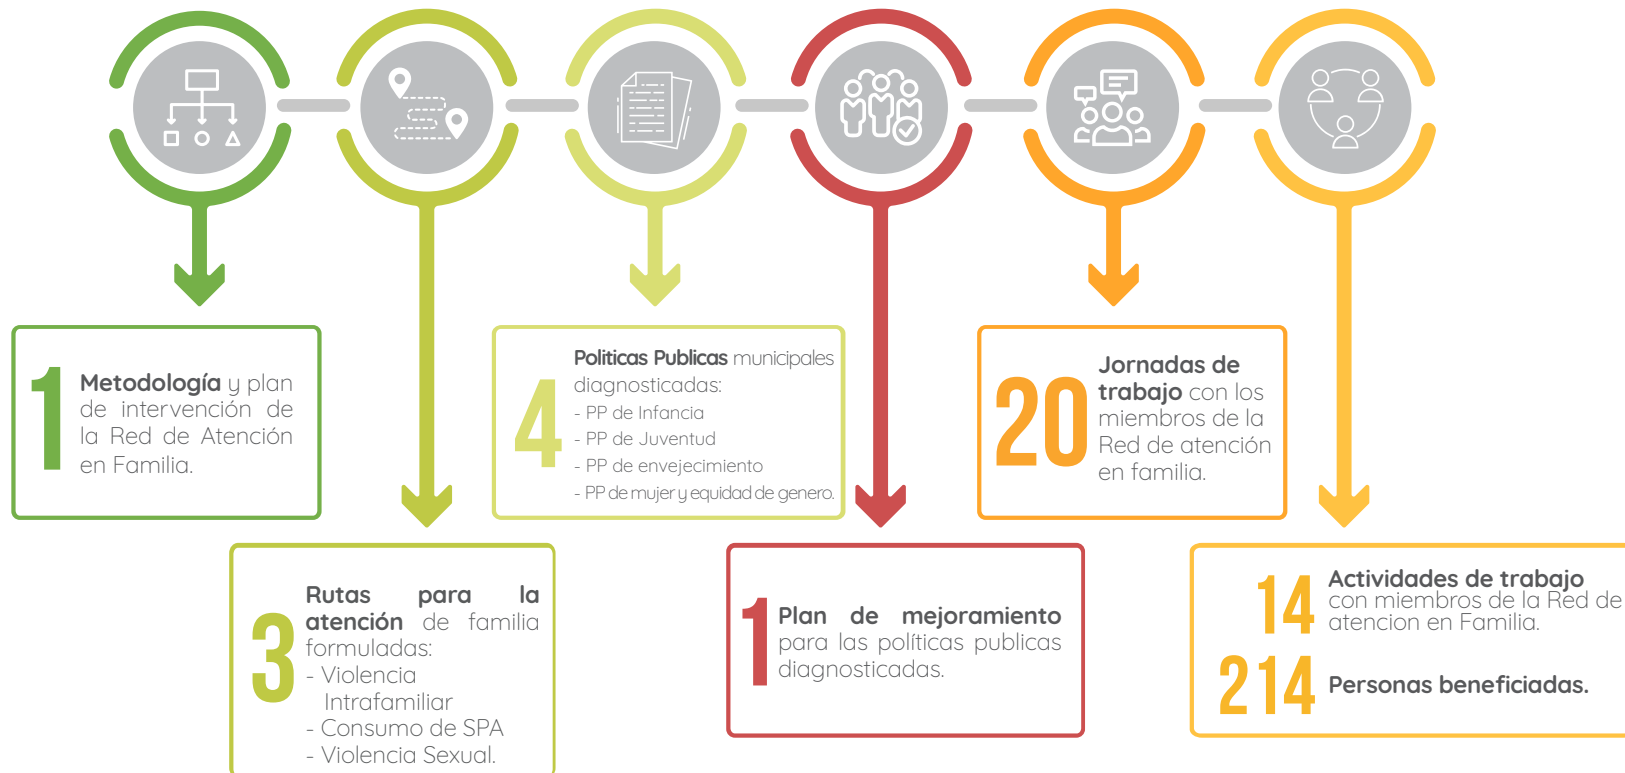 1
Metodología y plan
de intervención de
la Red de Atención
en Familia.
3
Rutas para la
atención de familia
formuladas:
- Violencia
Intrafamiliar
- Consumo de SPA
- Violencia Sexual.
4
Politicas Publicas municipales
diagnosticadas:
- PP de Infancia
- PP de Juventud
- PP de envejecimiento
- PP de mujer y equidad de genero.
1
Plan de mejoramiento
para las políticas publicas
diagnosticadas.
20
Jornadas de
trabajo con los
miembros de la
Red de atención
en familia.
14
Actividades de trabajo
con miembros de la Red de
atencion en Familia.
214
Personas beneficiadas.